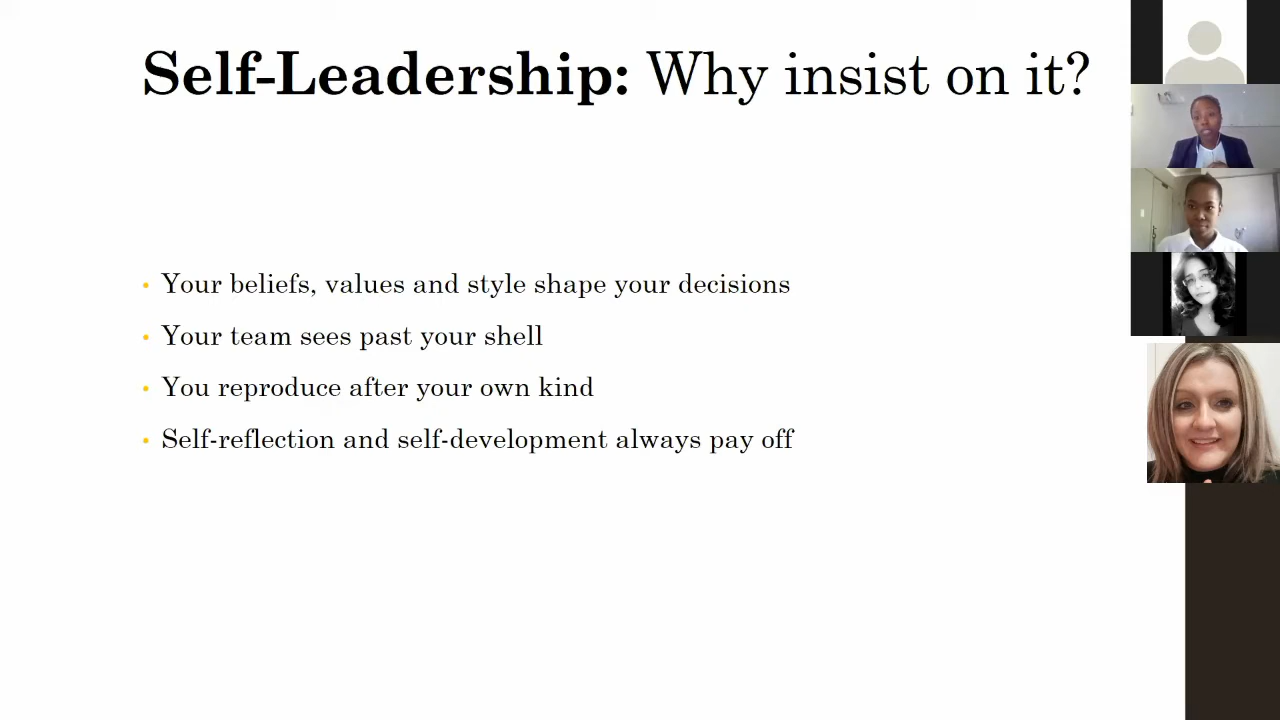 Self-Leadership: Why insist on it?
• Your beliefs, values and style shape your decisions
• Your team sees past your shell
• You reproduce after your own kind
• Self-reflection and self-development always pay off